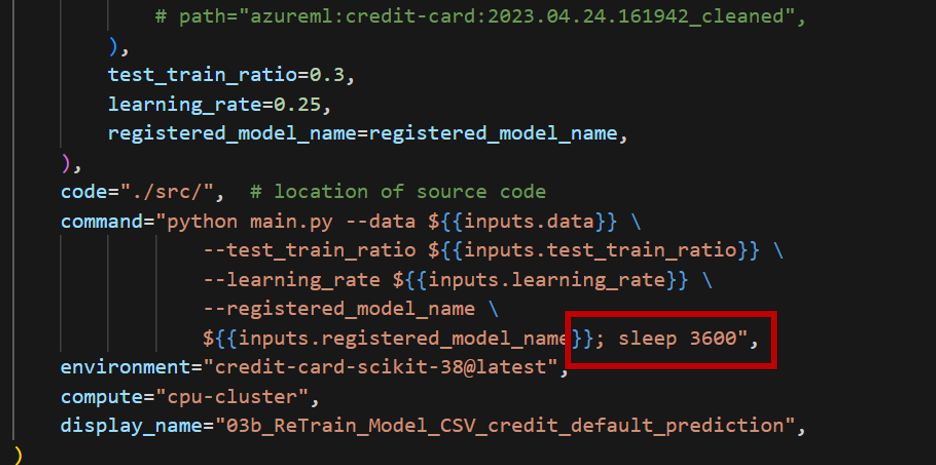 # path="azureml:credit-card:2023.04.24.161942_cleaned",
),
test_train_ratio=0.3,
learning_rate=0.25,
registered_model_name=registered_model_name,
),
code="./src/",  # location of source code
command="python main.py --data ${{inputs.data}} \
--test_train_ratio ${{inputs.test_train_ratio}} \
--learning_rate ${{inputs.learning_rate}} \
--registered_model_name \
${{inputs.registered_model_name}}; sleep 3600",
environment="credit-card-scikit-38@latest",
compute="cpu-cluster",
display_name="03b_ReTrain_Model_CSV_credit_default_prediction",
)